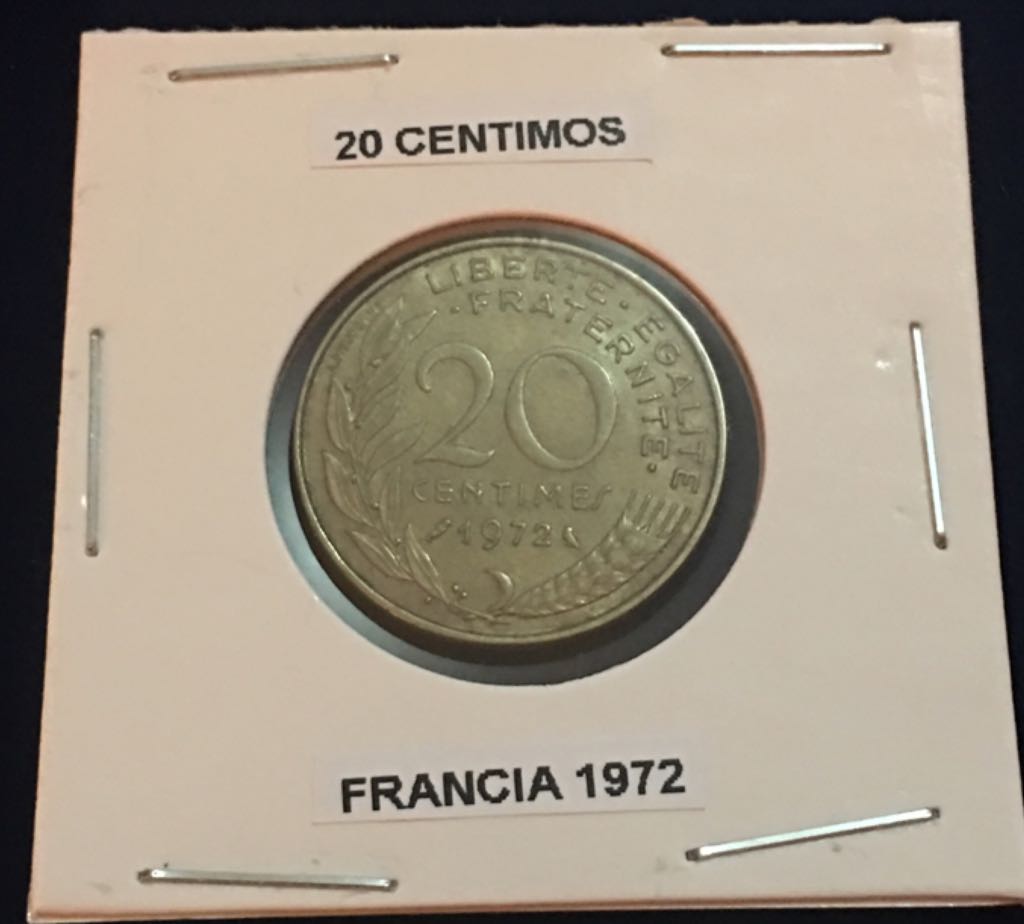 20 CENTIMOS
LIBERTE · EGALITE
· FRATERNITE ·
20
CENTIMES
1972
FRANCIA 1972